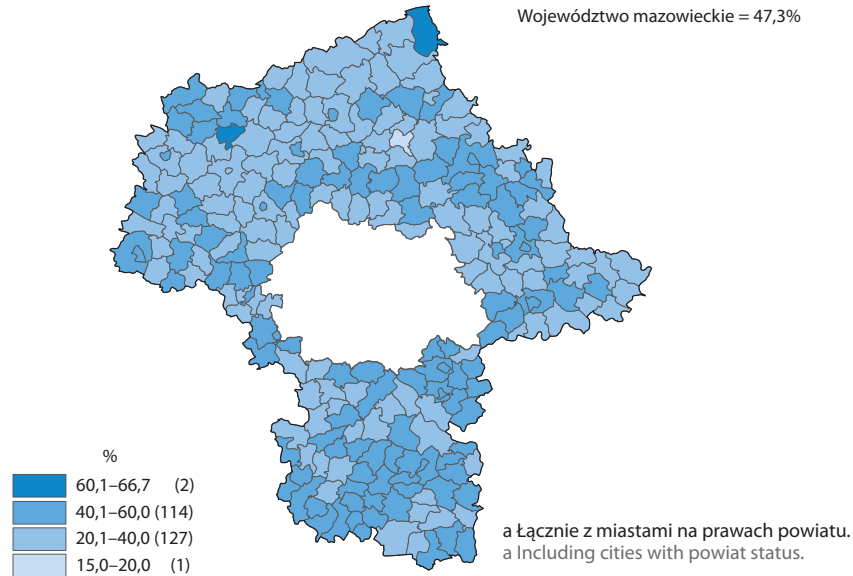 Województwo mazowieckie = 47,3%
%
60,1–66,7 (2)
40,1–60,0 (114)
20,1–40,0 (127)
15,0–20,0 (1)
a Łącznie z miastami na prawach powiatu.
a Including cities with powiat status.